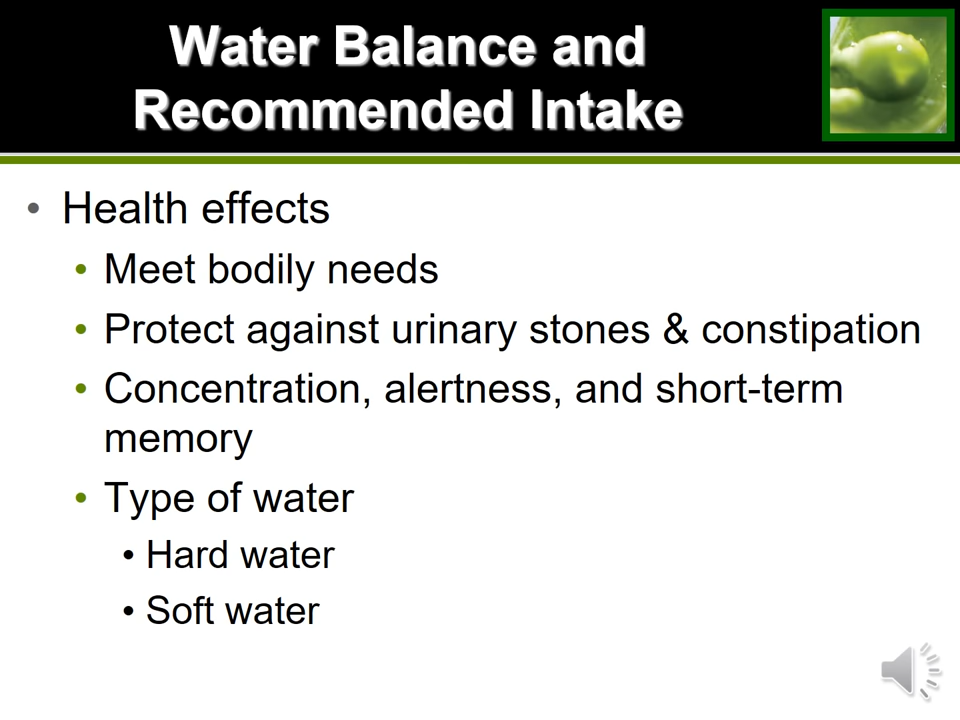 Water Balance and
Recommended Intake
• Health effects
• Meet bodily needs
• Protect against urinary stones & constipation
• Concentration, alertness, and short-term
memory
• Type of water
• Hard water
• Soft water